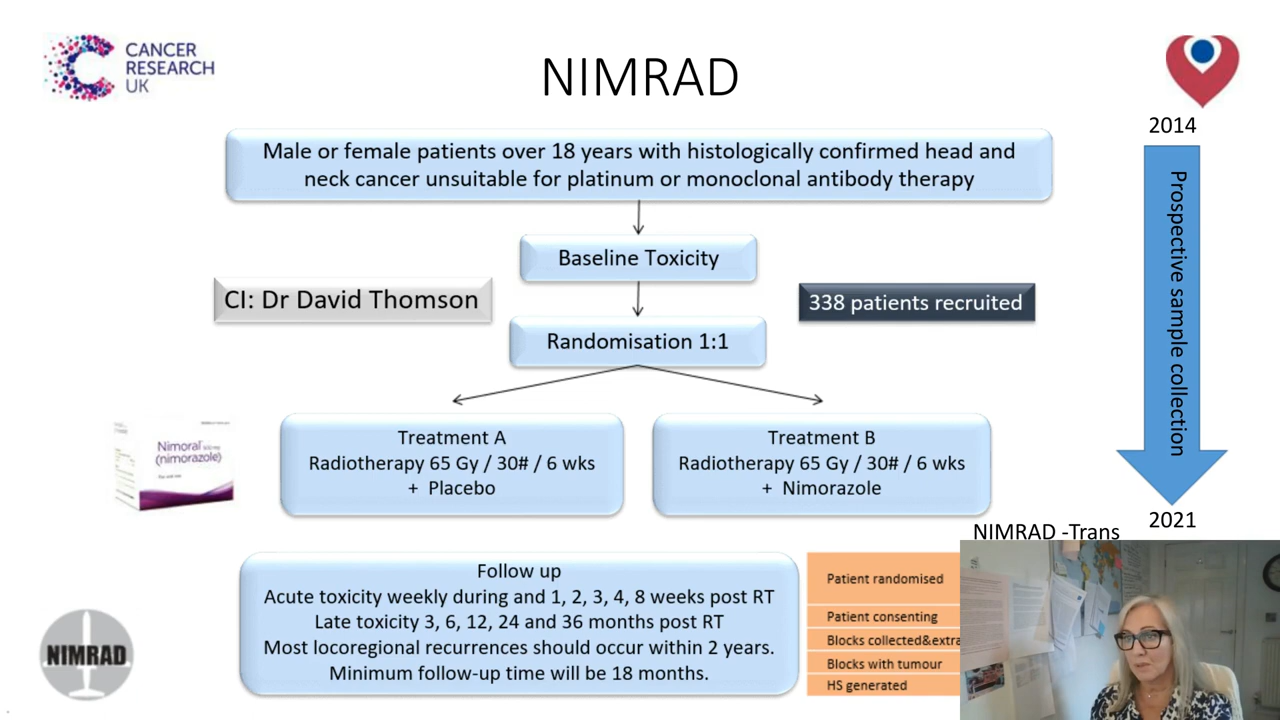 CANCER
RESEARCH
UK
NIMRAD
2014
Male or female patients over 18 years with histologically confirmed head and
neck cancer unsuitable for platinum or monoclonal antibody therapy
Baseline Toxicity
CI: Dr David Thomson
338 patients recruited
Randomisation 1:1
Prospective sample collection
Nimoral
(nimorazole)
Treatment A
Radiotherapy 65 Gy / 30# / 6 wks
+ Placebo
Treatment B
Radiotherapy 65 Gy / 30# / 6 wks
+ Nimorazole
2021
NIMRAD -Trans
Follow up
Acute toxicity weekly during and 1, 2, 3, 4, 8 weeks post RT
Late toxicity 3, 6, 12, 24 and 36 months post RT
Most locoregional recurrences should occur within 2 years.
Minimum follow-up time will be 18 months.
Patient randomised
Patient consenting
Blocks collected&extra
Blocks with tumour
HS generated
NIMRAD